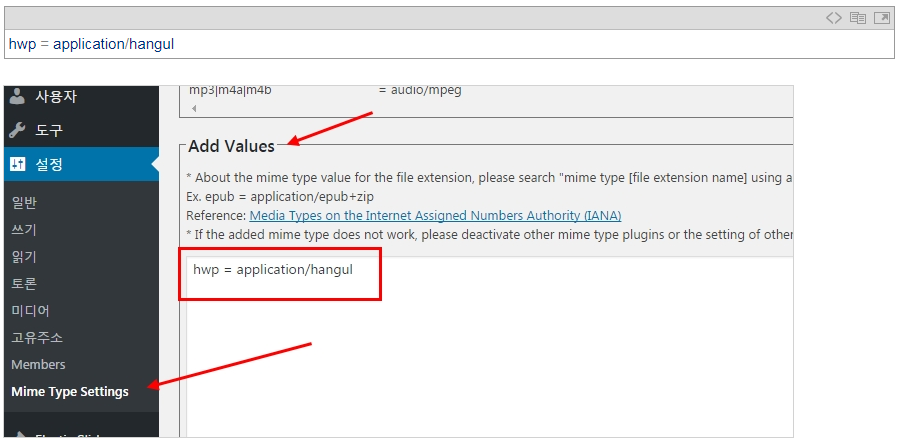 hwp = application/hangul
사용자
도구
설정
일반
쓰기
읽기
토론
미디어
고유주소
Members
Mime Type Settings
mp3|m4a|m4b = audio/mpeg
Add Values
* About the mime type value for the file extension, please search "mime type [file extension name] using a
Ex. epub = application/epub+zip
Reference: Media Types on the Internet Assigned Numbers Authority (IANA)
* If the added mime type does not work, please deactivate other mime type plugins or the setting of other
hwp = application/hangul